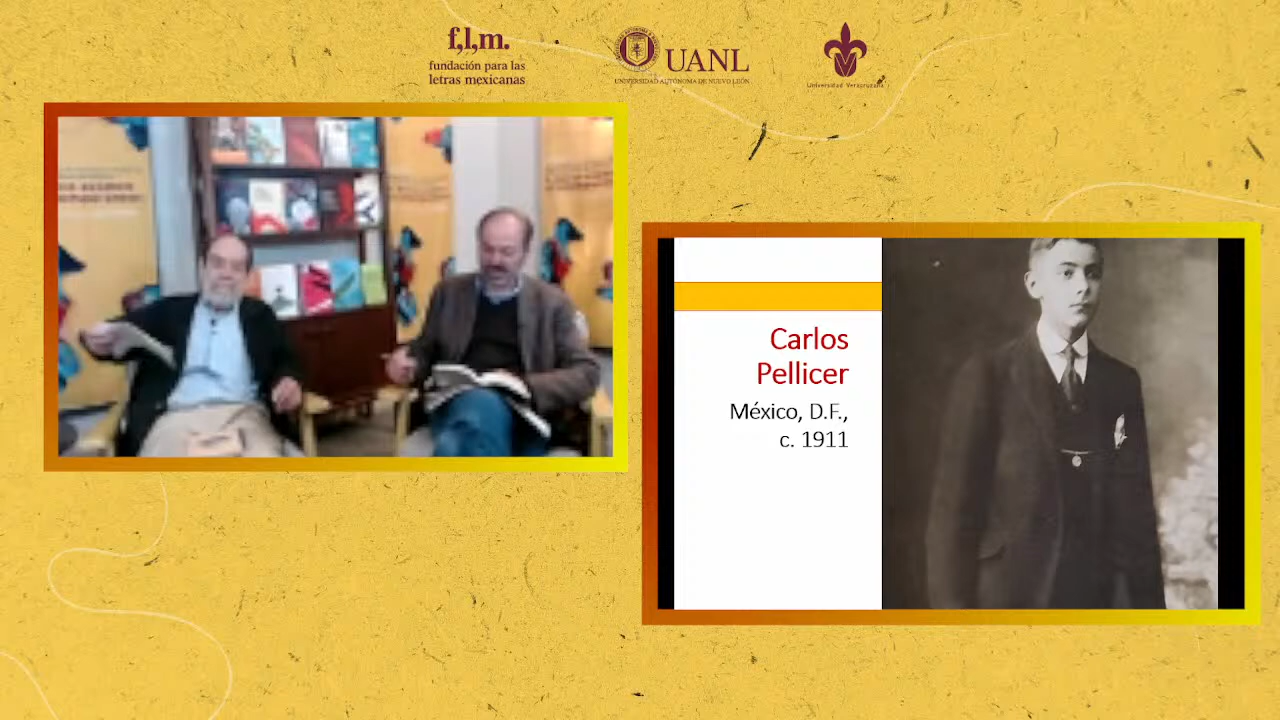 f,l,m.
fundación para las
letras mexicanas
UANL
UNIVERSIDAD AUTÓNOMA DE NUEVO LEÓN
Universidad Veracruzana
Carlos
Pellicer
México, D.F.,
c. 1911